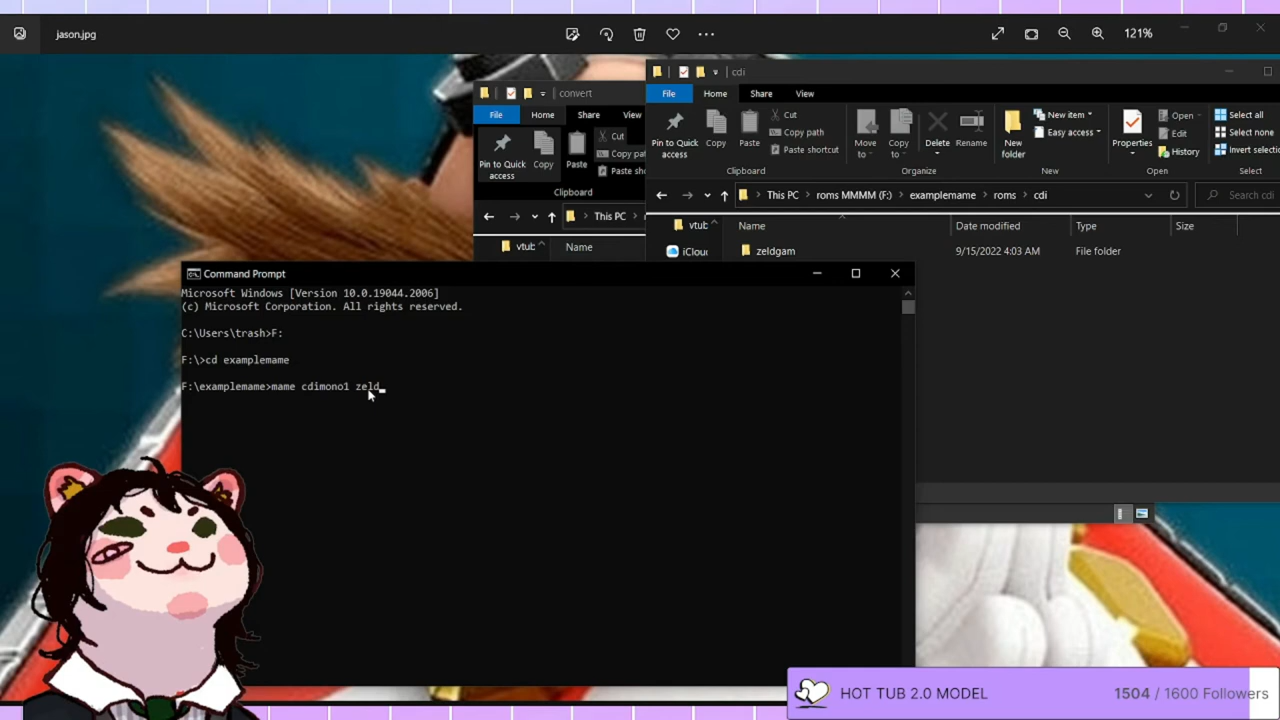 jason.jpg
121%
convert
File
Home
Share
View
Pin to Quick access
Copy
Paste
Cut
Copy path
Paste sho
Clipboard
This PC
vtub
Name
cdi
File
Home
Share
View
Pin to Quick access
Copy
Paste
Cut
Copy path
Paste shortcut
Clipboard
Move to
Copy to
Delete
Rename
Organize
New folder
New item
Easy access
New
Properties
Open
Edit
History
Open
Select all
Select none
Invert selectio
Select
This PC
roms MMMM (F:)
examplemame
roms
cdi
Search cdi
vtub
Name
Date modified
Type
Size
iClou
zeldgam
9/15/2022 4:03 AM
File folder
Command Prompt
Microsoft Windows [Version 10.0.19044.2006]
(c) Microsoft Corporation. All rights reserved.
C:\Users\trash>F:
F:\>cd examplemame
F:\examplemame>mame cdimono1 zeld
HOT TUB 2.0 MODEL
1504 / 1600 Followers